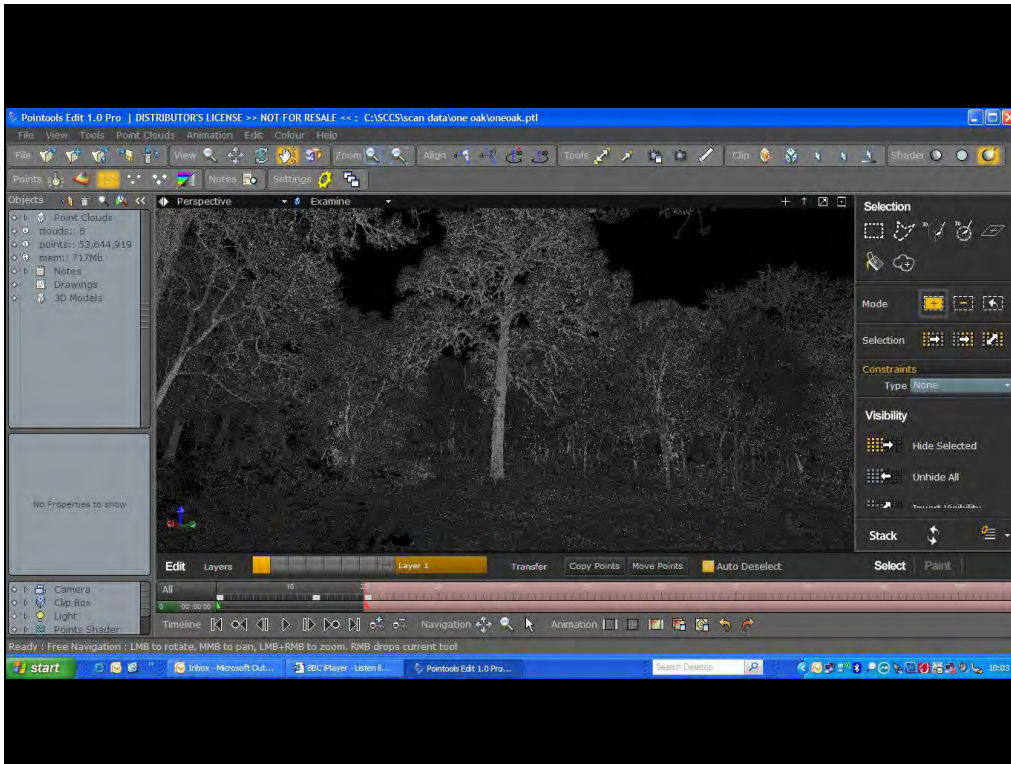 Pointools Edit 1.0 Pro | DISTRIBUTOR'S LICENSE >> NOT FOR RESALE << : C:\SCCS\scan data\one oak\oneoak.ptl
File View Tools Point Clouds Animation Edit Colour Help
File View Zoom Align Tools Clip Shader
Points Notes Settings
Objects
Perspective Examine
Point Clouds
clouds:: 6
points:: 53,644,919
mem:: 717Mb
Notes
Drawings
3D Models
No Properties to show
Camera
Clip Box
Light
Points Shader
Selection
Mode
Selection
Constraints
Type None
Visibility
Hide Selected
Unhide All
Invert Visibility
Stack
Edit Layers Layer 1 Transfer Copy Points Move Points Auto Deselect Select Paint
All 10
0 00:00:00
Timeline Navigation Animation
Ready : Free Navigation : LMB to rotate, MMB to pan, LMB+RMB to zoom. RMB drops current tool
start Inbox - Microsoft Out... BBC iPlayer - Listen li... Pointools Edit 1.0 Pro... Search Desktop 10:03